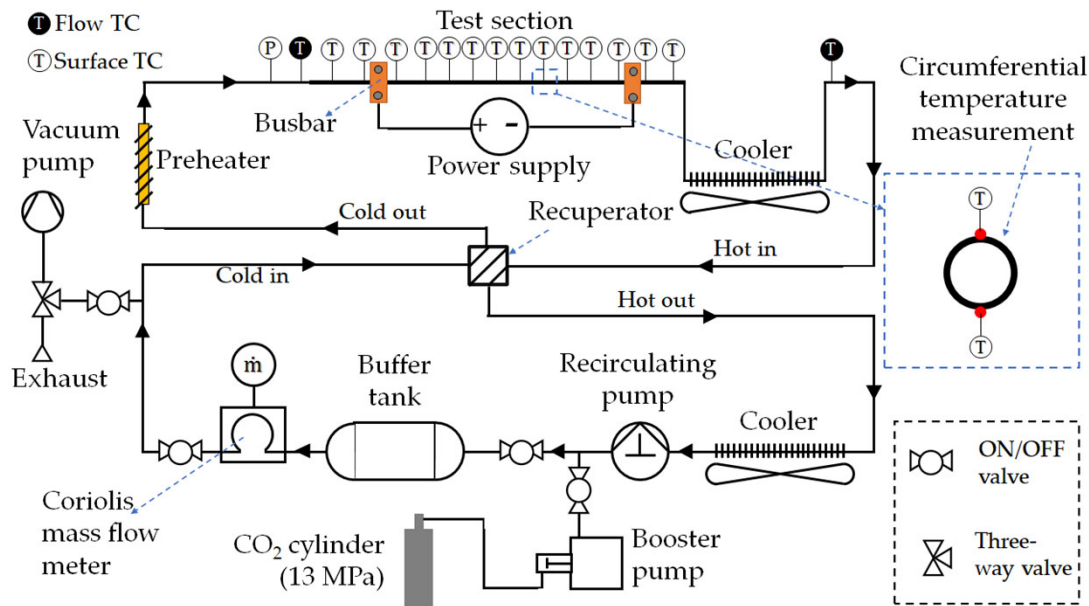 T Flow TC
T Surface TC
Test section
P T T T T T T T T T T T T T T T
Busbar
+ -
Power supply
Cooler
Circumferential
temperature
measurement
T
T
Vacuum
pump
Preheater
Cold out
Recuperator
Cold in
Hot in
Hot out
Exhaust
ṁ
Buffer
tank
Recirculating
pump
Cooler
Coriolis
mass flow
meter
CO₂ cylinder
(13 MPa)
Booster
pump
ON/OFF
valve
Three-
way valve